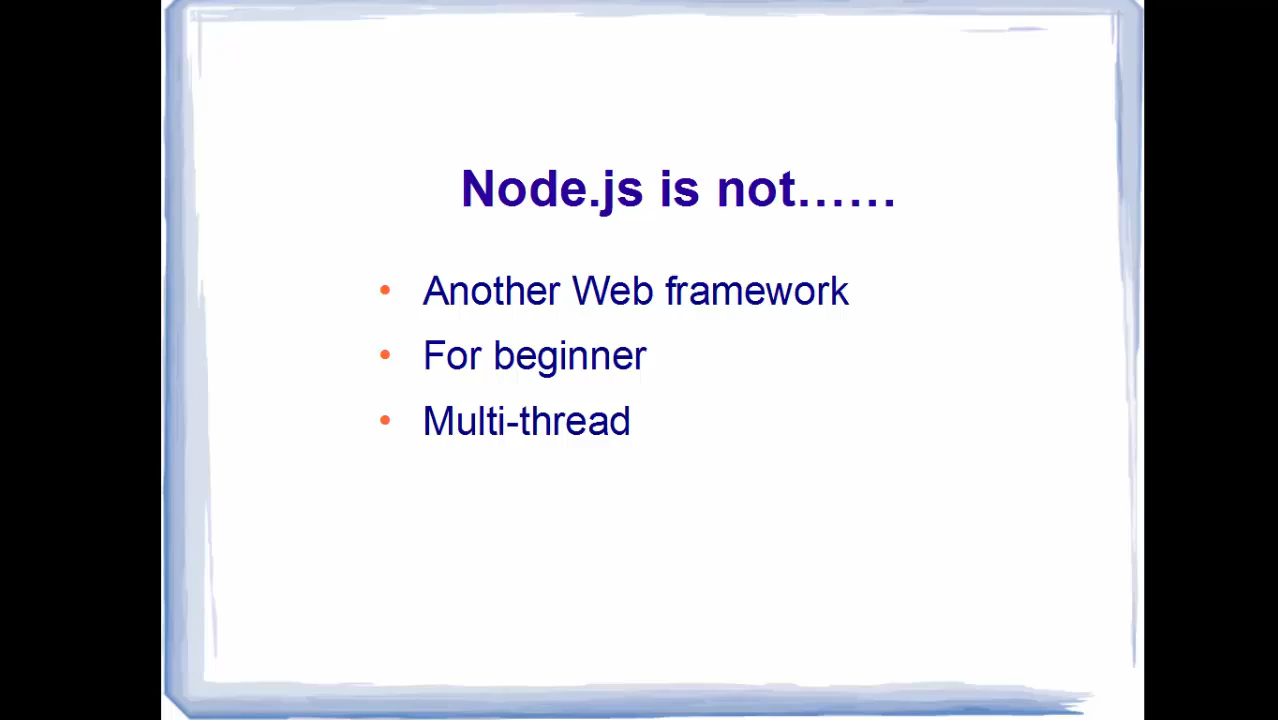 Node.js is not......
• Another Web framework
• For beginner
• Multi-thread